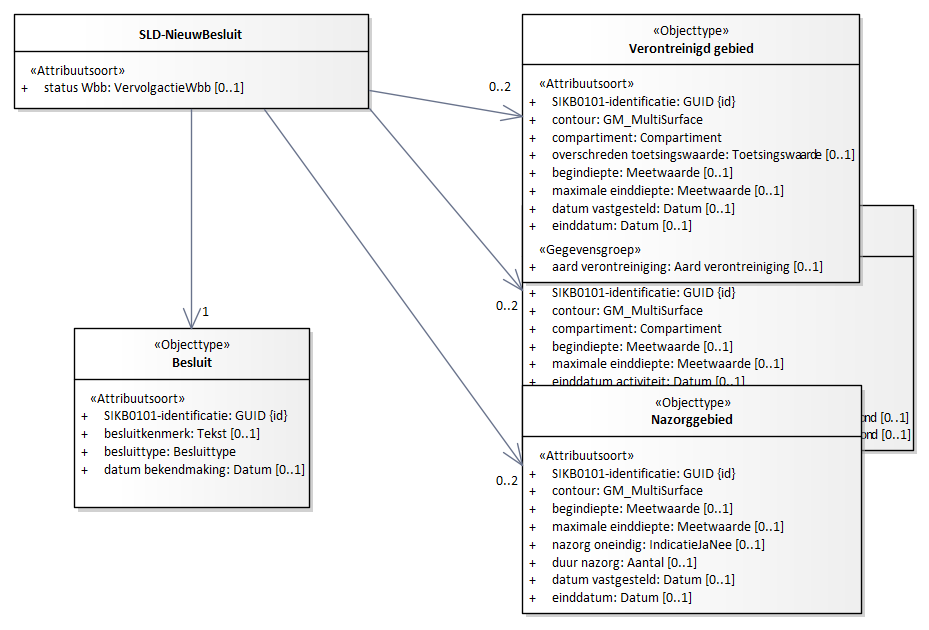 SLD-NieuwBesluit
«Attribuutsoort»
+ status Wbb: VervolgactieWbb [0..1]
0..2
0..2
0..2
1
«Objecttype»
Verontreinigd gebied
«Attribuutsoort»
+ SIKB0101-identificatie: GUID {id}
+ contour: GM_MultiSurface
+ compartiment: Compartiment
+ overschreden toetsingswaarde: Toetsingswaarde [0..1]
+ begindiepte: Meetwaarde [0..1]
+ maximale einddiepte: Meetwaarde [0..1]
+ datum vastgesteld: Datum [0..1]
+ einddatum: Datum [0..1]
«Gegevensgroep»
+ aard verontreiniging: Aard verontreiniging [0..1]
+ SIKB0101-identificatie: GUID {id}
+ contour: GM_MultiSurface
+ compartiment: Compartiment
+ begindiepte: Meetwaarde [0..1]
+ maximale einddiepte: Meetwaarde [0..1]
+ einddatum activiteit: Datum [0..1]
ond [0..1]
ond [0..1]
«Objecttype»
Besluit
«Attribuutsoort»
+ SIKB0101-identificatie: GUID {id}
+ besluitkenmerk: Tekst [0..1]
+ besluittype: Besluittype
+ datum bekendmaking: Datum [0..1]
«Objecttype»
Nazorggebied
«Attribuutsoort»
+ SIKB0101-identificatie: GUID {id}
+ contour: GM_MultiSurface
+ begindiepte: Meetwaarde [0..1]
+ maximale einddiepte: Meetwaarde [0..1]
+ nazorg oneindig: IndicatieJaNee [0..1]
+ duur nazorg: Aantal [0..1]
+ datum vastgesteld: Datum [0..1]
+ einddatum: Datum [0..1]